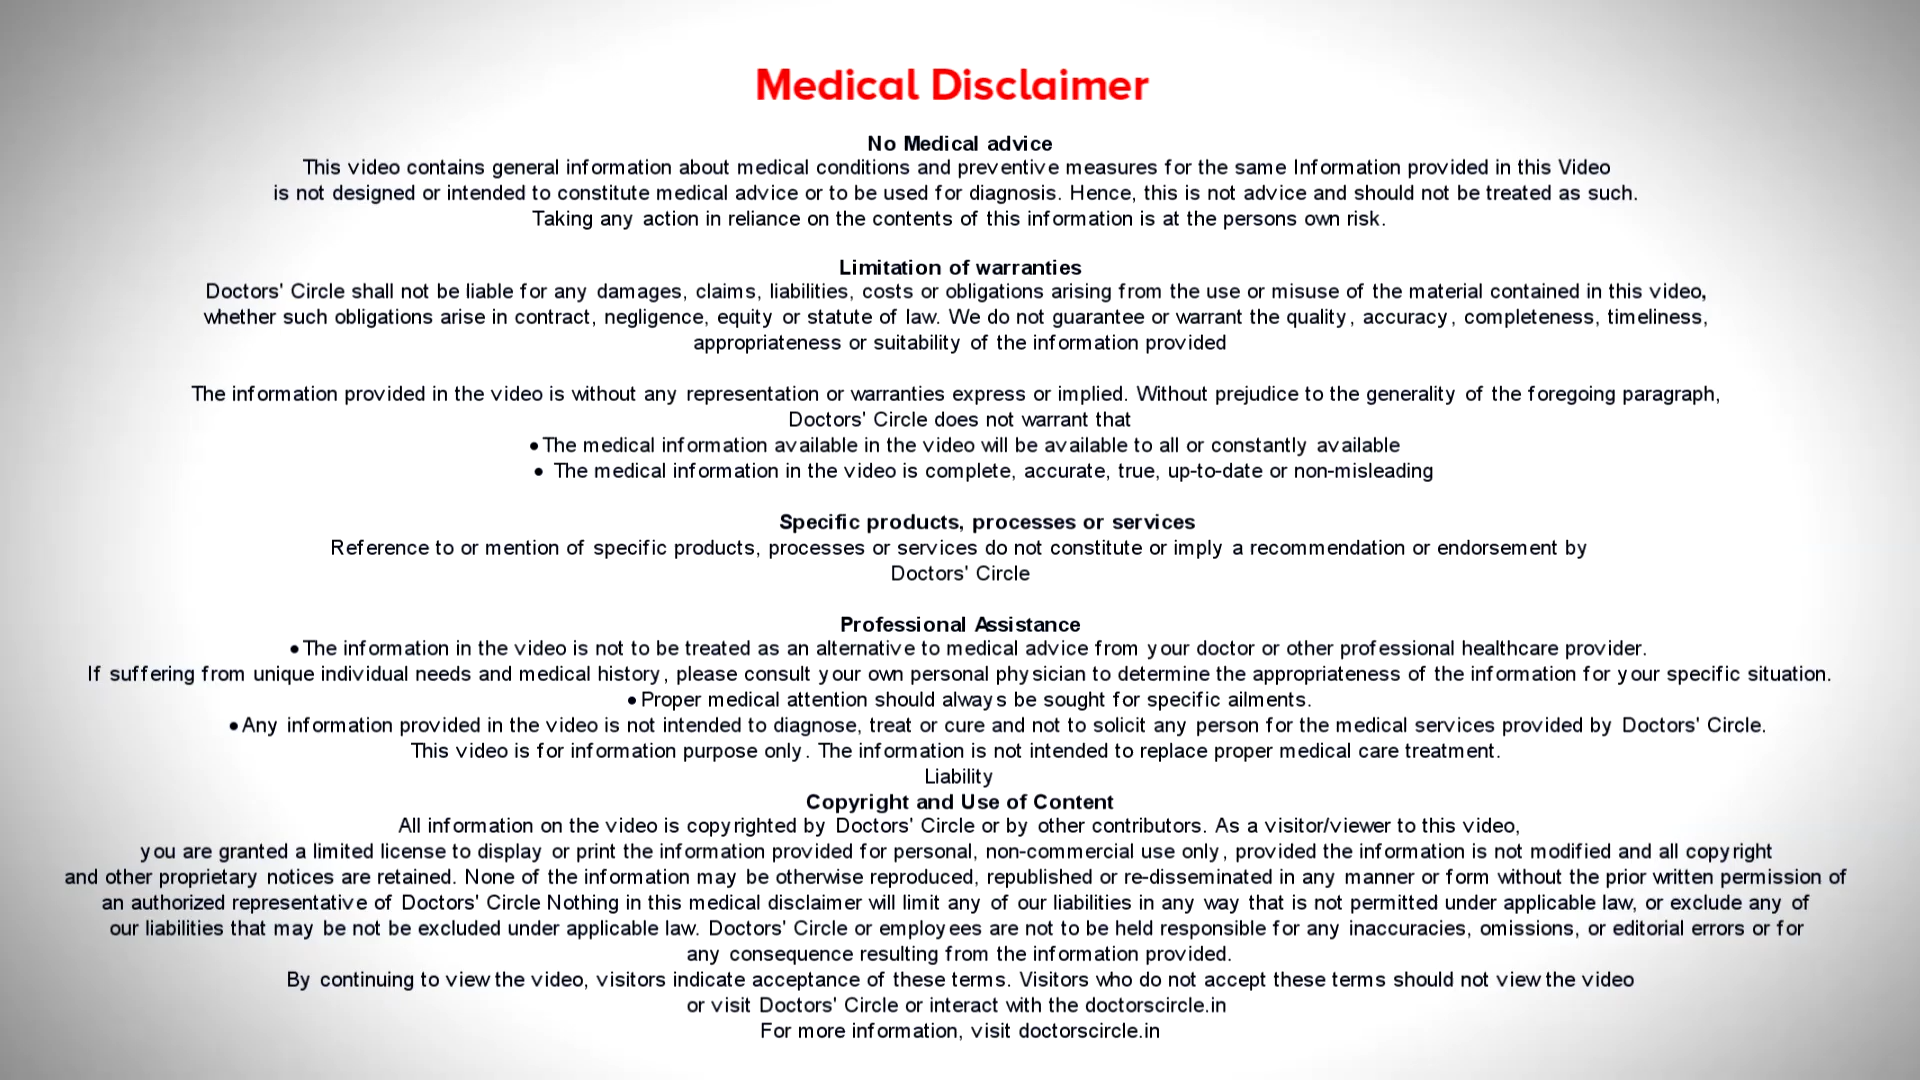 Medical Disclaimer
No Medical advice
This video contains general information about medical conditions and preventive measures for the same Information provided in this Video
is not designed or intended to constitute medical advice or to be used for diagnosis. Hence, this is not advice and should not be treated as such.
Taking any action in reliance on the contents of this information is at the persons own risk.
Limitation of warranties
Doctors' Circle shall not be liable for any damages, claims, liabilities, costs or obligations arising from the use or misuse of the material contained in this video,
whether such obligations arise in contract, negligence, equity or statute of law. We do not guarantee or warrant the quality, accuracy, completeness, timeliness,
appropriateness or suitability of the information provided
The information provided in the video is without any representation or warranties express or implied. Without prejudice to the generality of the foregoing paragraph,
Doctors' Circle does not warrant that
• The medical information available in the video will be available to all or constantly available
• The medical information in the video is complete, accurate, true, up-to-date or non-misleading
Specific products, processes or services
Reference to or mention of specific products, processes or services do not constitute or imply a recommendation or endorsement by
Doctors' Circle
Professional Assistance
• The information in the video is not to be treated as an alternative to medical advice from your doctor or other professional healthcare provider.
If suffering from unique individual needs and medical history, please consult your own personal physician to determine the appropriateness of the information for your specific situation.
• Proper medical attention should always be sought for specific ailments.
• Any information provided in the video is not intended to diagnose, treat or cure and not to solicit any person for the medical services provided by Doctors' Circle.
This video is for information purpose only. The information is not intended to replace proper medical care treatment.
Liability
Copyright and Use of Content
All information on the video is copyrighted by Doctors' Circle or by other contributors. As a visitor/viewer to this video,
you are granted a limited license to display or print the information provided for personal, non-commercial use only, provided the information is not modified and all copyright
and other proprietary notices are retained. None of the information may be otherwise reproduced, republished or re-disseminated in any manner or form without the prior written permission of
an authorized representative of Doctors' Circle Nothing in this medical disclaimer will limit any of our liabilities in any way that is not permitted under applicable law, or exclude any of
our liabilities that may be not be excluded under applicable law. Doctors' Circle or employees are not to be held responsible for any inaccuracies, omissions, or editorial errors or for
any consequence resulting from the information provided.
By continuing to view the video, visitors indicate acceptance of these terms. Visitors who do not accept these terms should not view the video
or visit Doctors' Circle or interact with the doctorscircle.in
For more information, visit doctorscircle.in